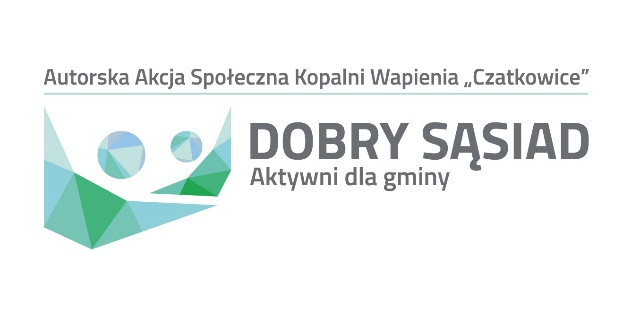 Autorska Akcja Społeczna Kopalni Wapienia „Czatkowice”
DOBRY SĄSIAD
Aktywni dla gminy